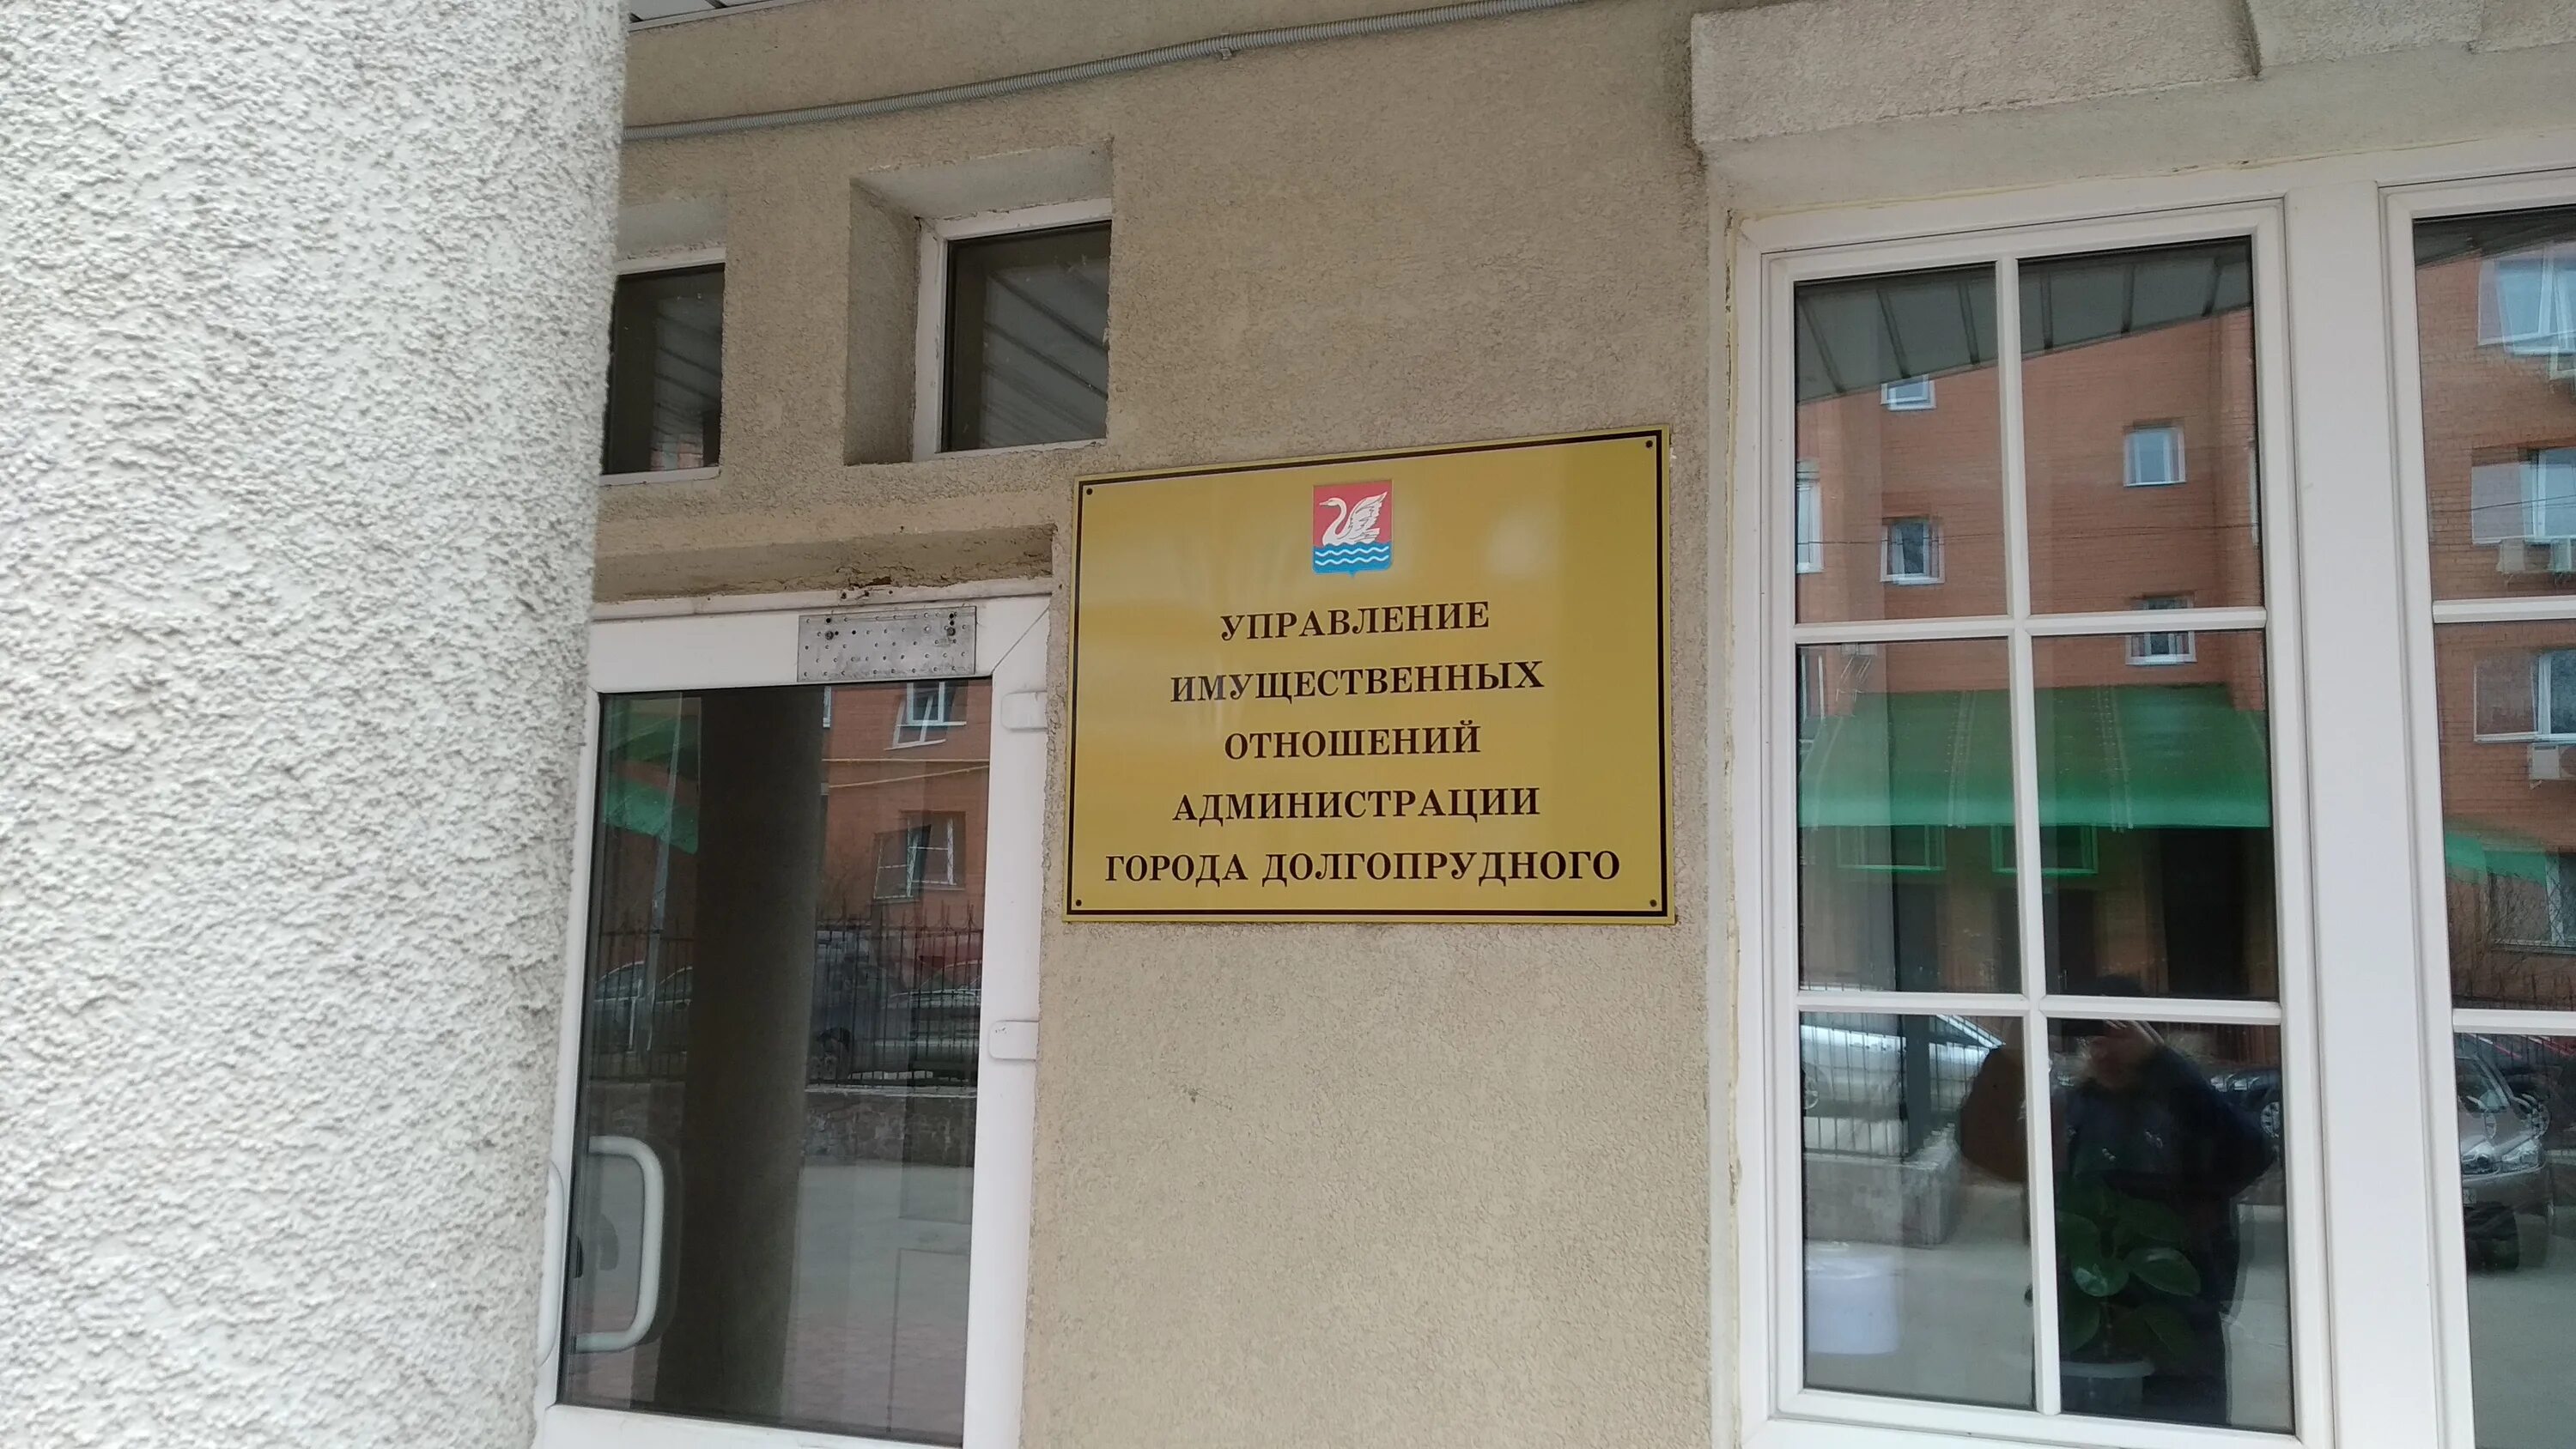 УПРАВЛЕНИЕ
ИМУЩЕСТВЕННЫХ
ОТНОШЕНИЙ
АДМИНИСТРАЦИИ
ГОРОДА ДОЛГОПРУДНОГО